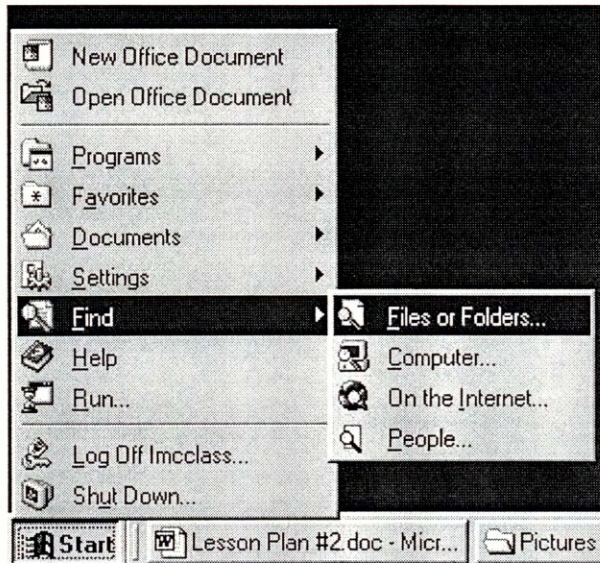 New Office Document
Open Office Document
Programs
Favorites
Documents
Settings
Find
Files or Folders...
Help
Computer...
Run...
On the Internet...
People...
Log Off lmcclass...
Shut Down...
Start
Lesson Plan #2.doc - Micr...
Pictures